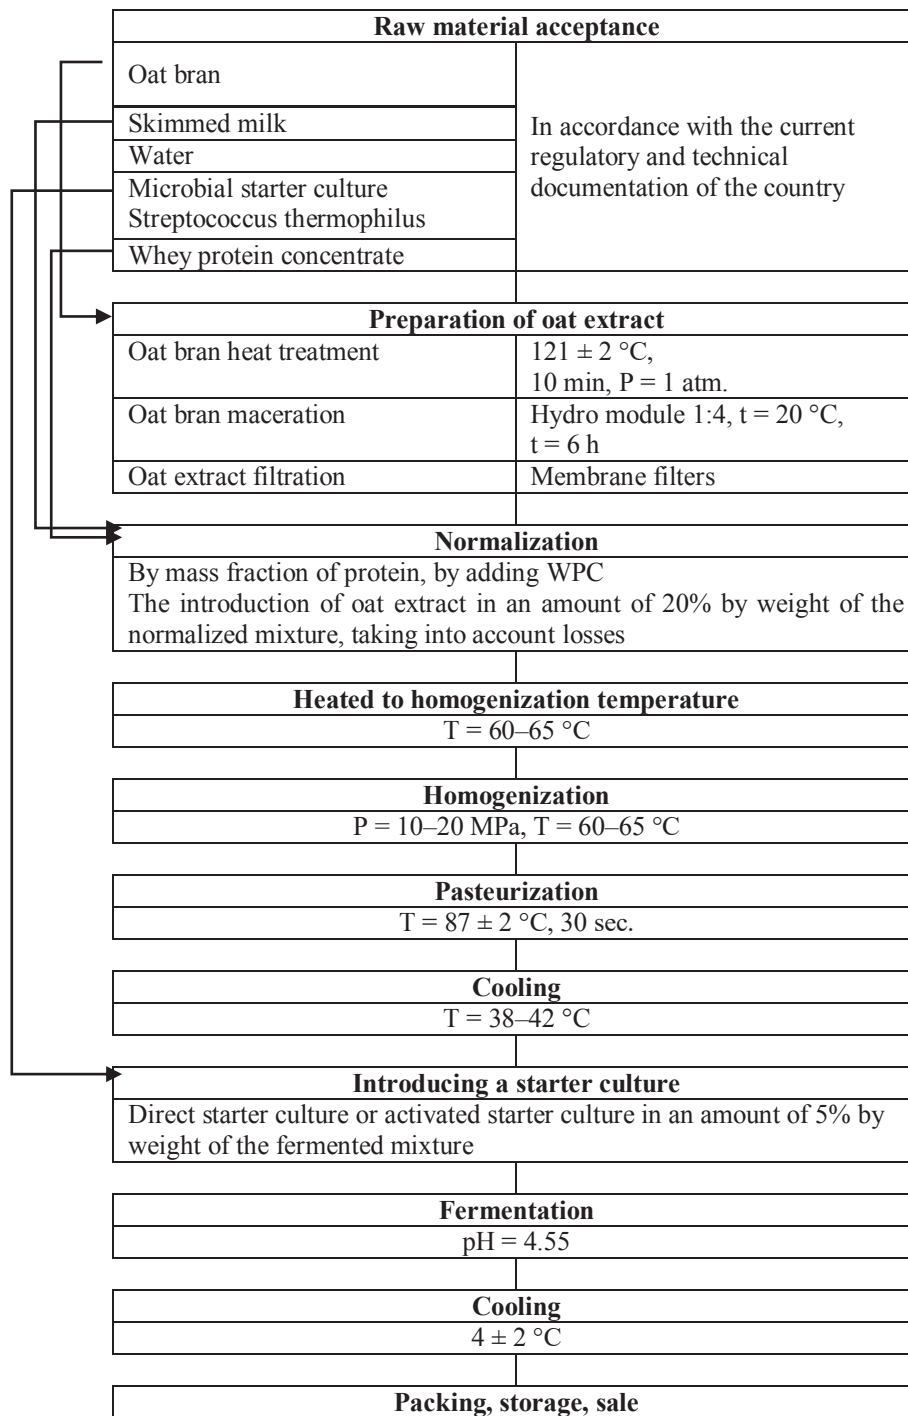 Raw material acceptance
Oat bran
Skimmed milk
Water
Microbial starter culture
Streptococcus thermophilus
Whey protein concentrate
In accordance with the current
regulatory and technical
documentation of the country
Preparation of oat extract
Oat bran heat treatment
121 ± 2 °C,
10 min, P = 1 atm.
Oat bran maceration
Hydro module 1:4, t = 20 °C,
t = 6 h
Oat extract filtration
Membrane filters
Normalization
By mass fraction of protein, by adding WPC
The introduction of oat extract in an amount of 20% by weight of the
normalized mixture, taking into account losses
Heated to homogenization temperature
T = 60–65 °C
Homogenization
P = 10–20 MPa, T = 60–65 °C
Pasteurization
T = 87 ± 2 °C, 30 sec.
Cooling
T = 38–42 °C
Introducing a starter culture
Direct starter culture or activated starter culture in an amount of 5% by
weight of the fermented mixture
Fermentation
pH = 4.55
Cooling
4 ± 2 °C
Packing, storage, sale